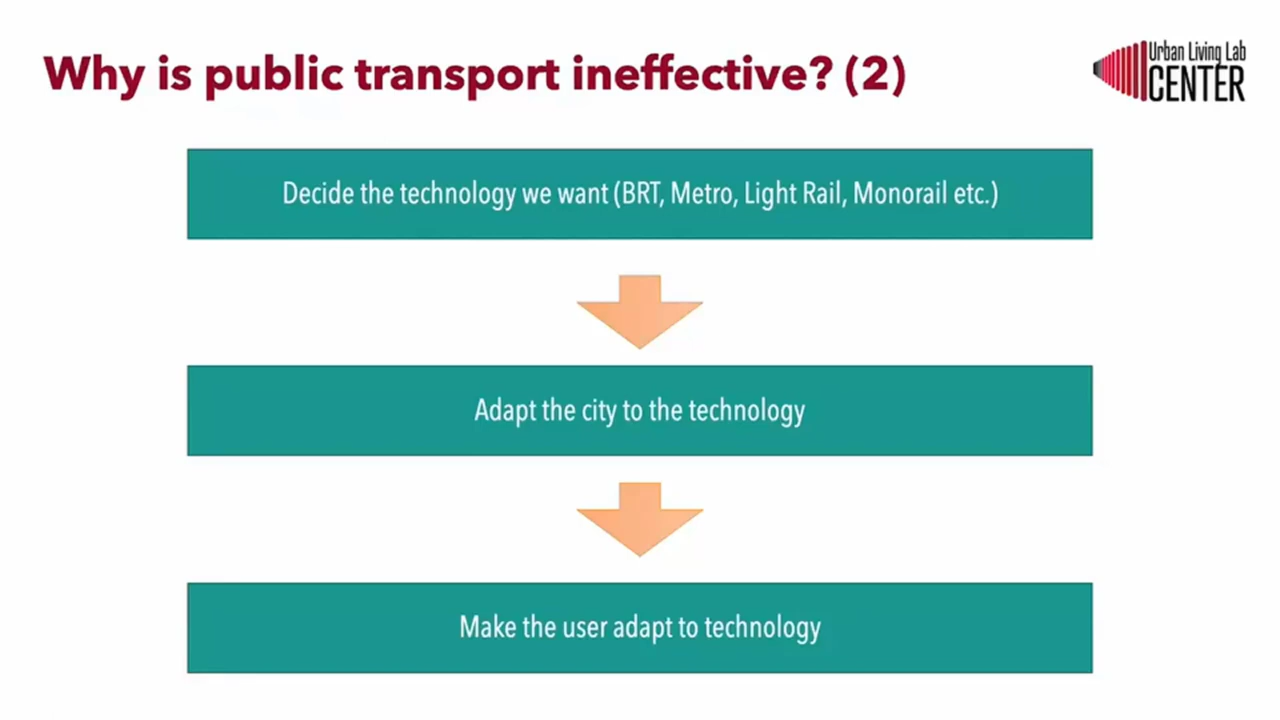 Why is public transport ineffective? (2)
Urban Living Lab
CENTER
Decide the technology we want (BRT, Metro, Light Rail, Monorail etc.)
Adapt the city to the technology
Make the user adapt to technology